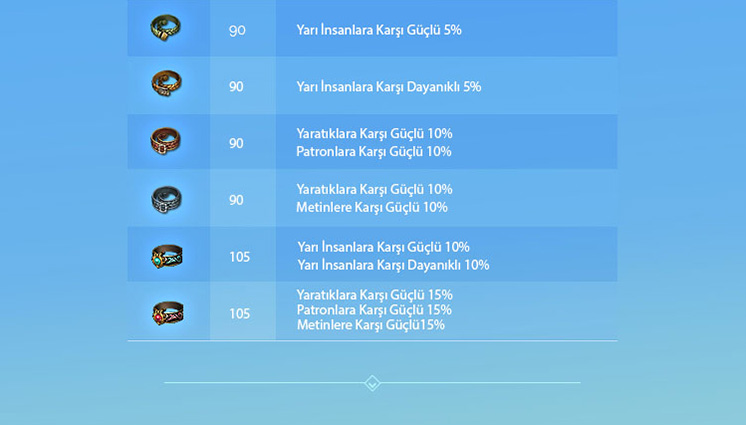 90 Yarı İnsanlara Karşı Güçlü 5%
90 Yarı İnsanlara Karşı Dayanıklı 5%
90 Yaratıklara Karşı Güçlü 10%
Patronlara Karşı Güçlü 10%
90 Yaratıklara Karşı Güçlü 10%
Metinlere Karşı Güçlü 10%
105 Yarı İnsanlara Karşı Güçlü 10%
Yarı İnsanlara Karşı Dayanıklı 10%
105 Yaratıklara Karşı Güçlü 15%
Patronlara Karşı Güçlü 15%
Metinlere Karşı Güçlü15%